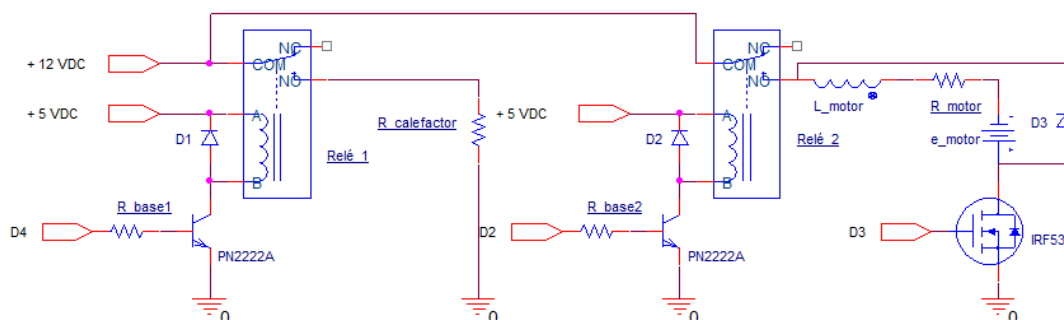 + 12 VDC
NC
COM
NO
+ 5 VDC
A
D1
B
Relé_1
R_calefactor
D4
R_base1
PN2222A
0
0
+ 5 VDC
NC
COM
NO
A
D2
B
Relé_2
D2
R_base2
PN2222A
0
L_motor
R_motor
e_motor
+
-
D3
D3
IRF53
0